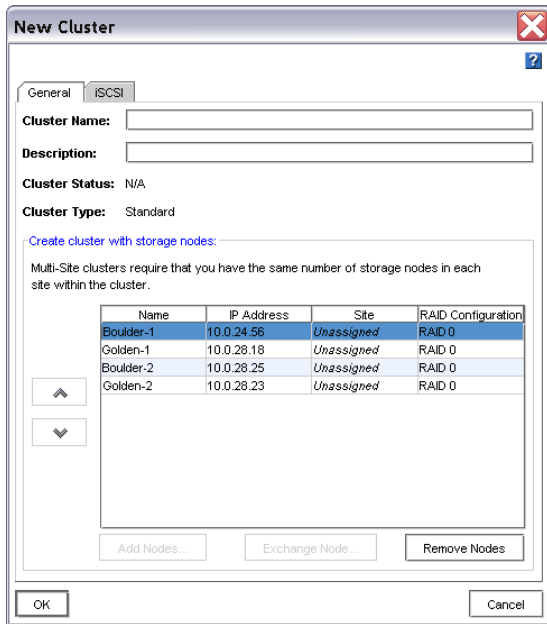 New Cluster
?
General iSCSI
Cluster Name:
Description:
Cluster Status: N/A
Cluster Type: Standard
Create cluster with storage nodes:
Multi-Site clusters require that you have the same number of storage nodes in each
site within the cluster.
Name IP Address Site RAID Configuration
Boulder-1 10.0.24.56 Unassigned RAID 0
Golden-1 10.0.28.18 Unassigned RAID 0
Boulder-2 10.0.28.25 Unassigned RAID 0
Golden-2 10.0.28.23 Unassigned RAID 0
Add Nodes... Exchange Node... Remove Nodes
OK Cancel